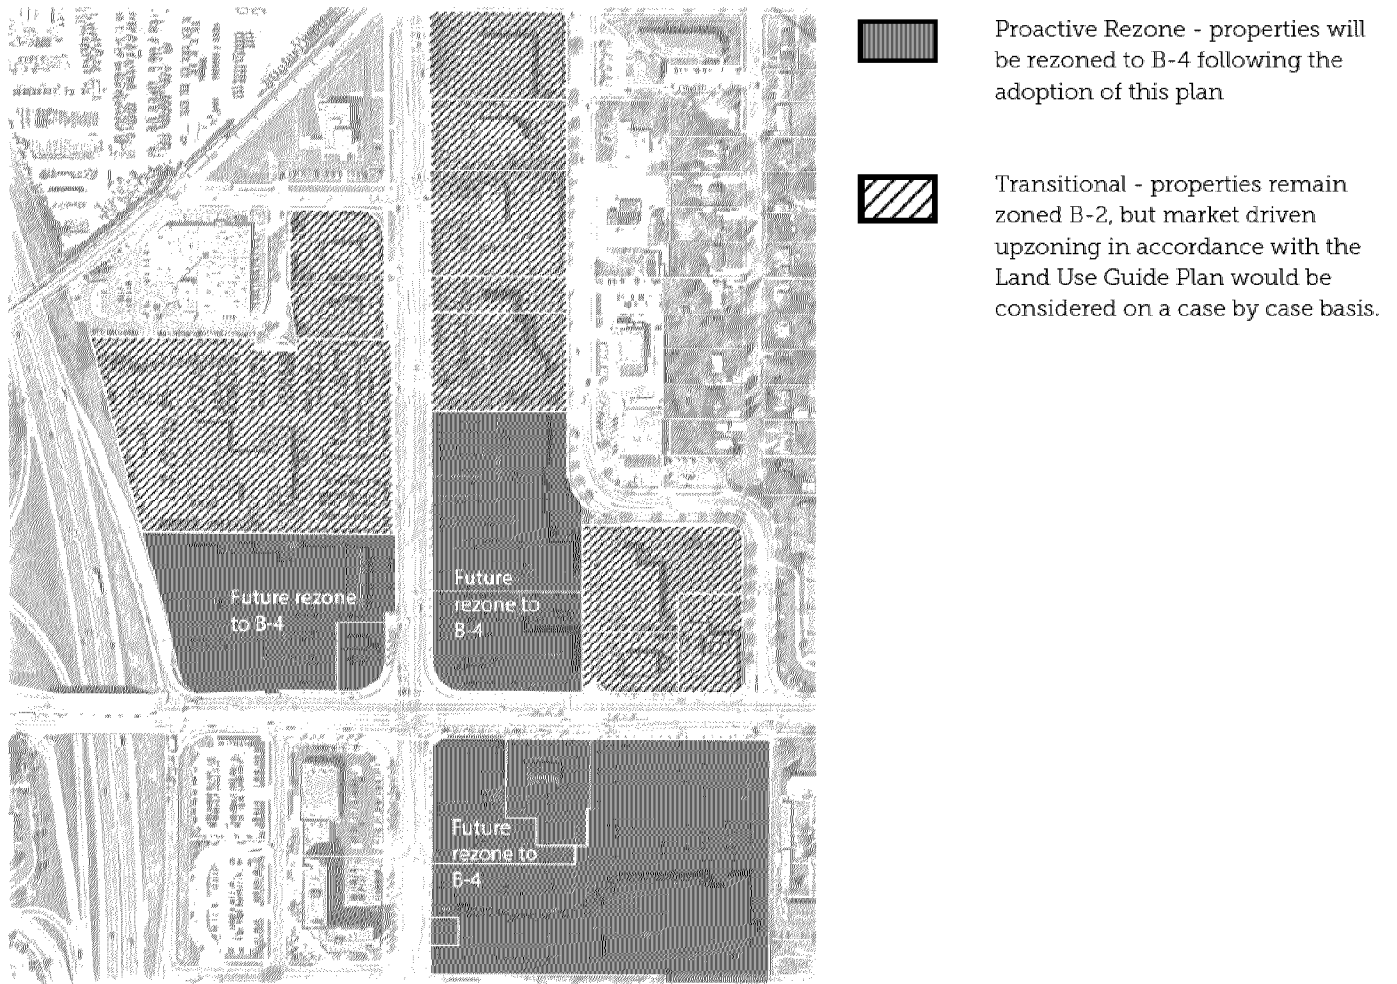 Proactive Rezone - properties will
be rezoned to B-4 following the
adoption of this plan
Transitional - properties remain
zoned B-2, but market driven
upzoning in accordance with the
Land Use Guide Plan would be
considered on a case by case basis.
Future rezone
to B-4
Future
rezone to
B-4
Future
rezone to
B-4